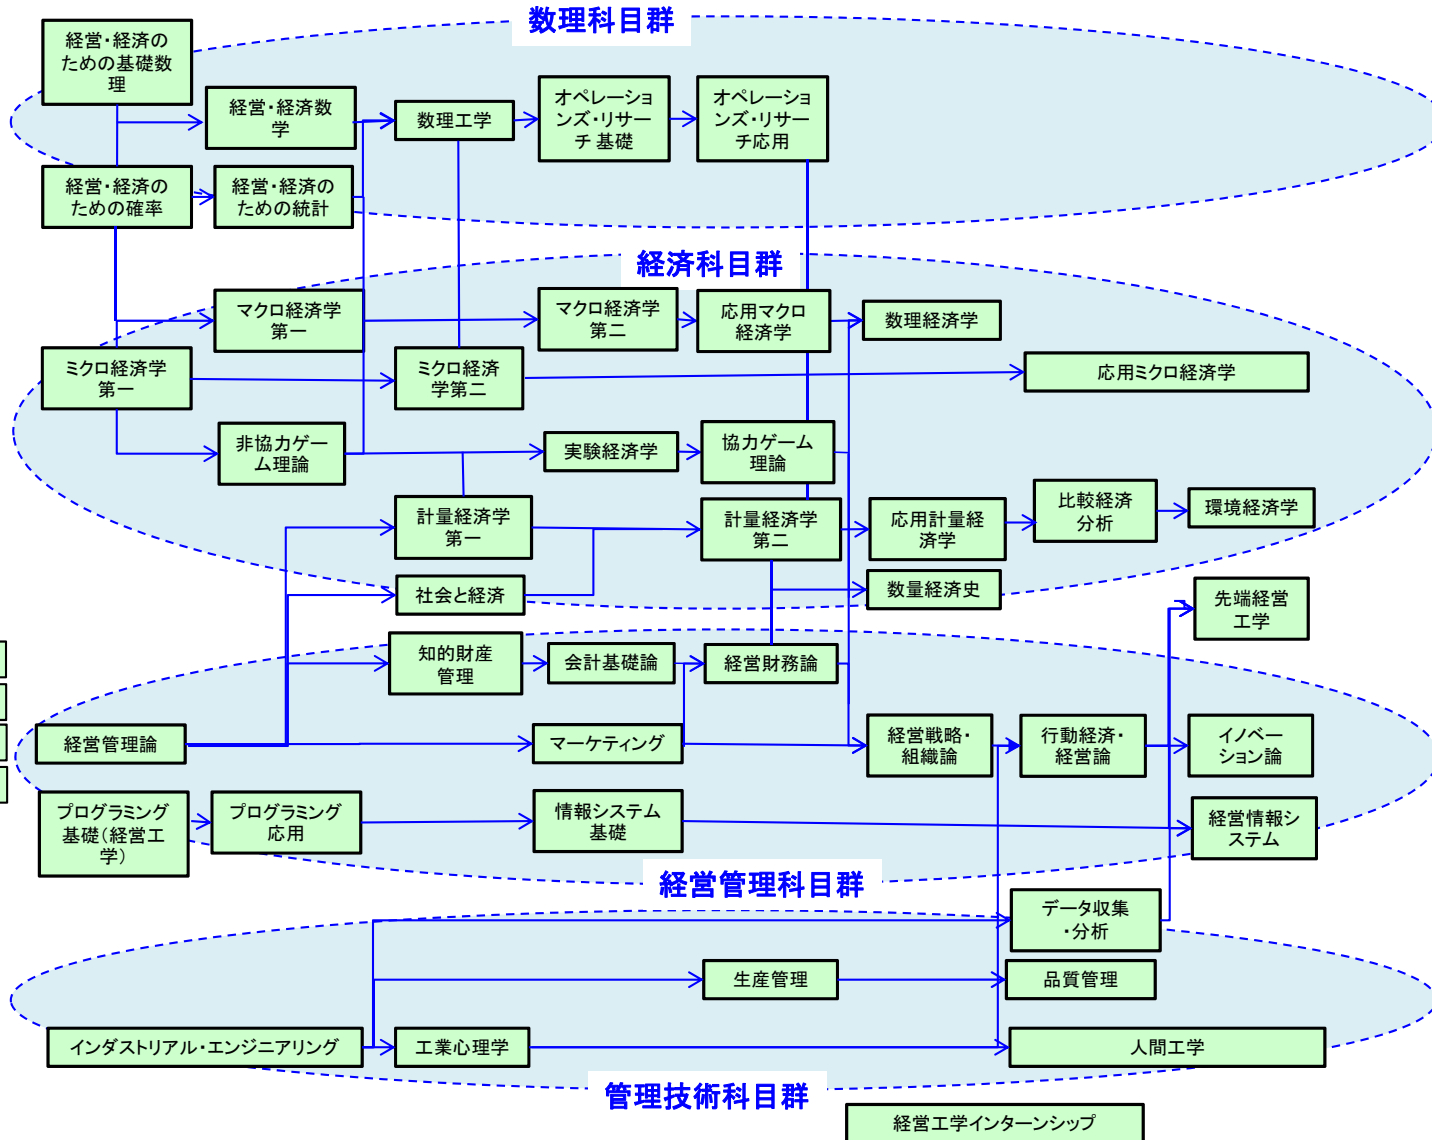 数理科目群
経営・経済の
ための基礎数
理
経営・経済数
学
数理工学
オペレーショ
ンズ・リサー
チ 基礎
オペレーショ
ンズ・リサー
チ応用
経営・経済の
ための確率
経営・経済の
ための統計
経済科目群
マクロ経済学
第一
マクロ経済学
第二
応用マクロ
経済学
数理経済学
ミクロ経済学
第一
ミクロ経済
学第二
応用ミクロ経済学
非協力ゲー
ム理論
実験経済学
協力ゲーム
理論
計量経済学
第一
計量経済学
第二
応用計量経
済学
比較経済
分析
環境経済学
社会と経済
数量経済史
先端経営
工学
知的財産
管理
会計基礎論
経営財務論
経営管理論
マーケティング
経営戦略・
組織論
行動経済・
経営論
イノベー
ション論
プログラミング
基礎（経営工
学）
プログラミング
応用
情報システム
基礎
経営情報シ
ステム
経営管理科目群
データ収集
・分析
生産管理
品質管理
インダストリアル・エンジニアリング
工業心理学
人間工学
管理技術科目群
経営工学インターンシップ